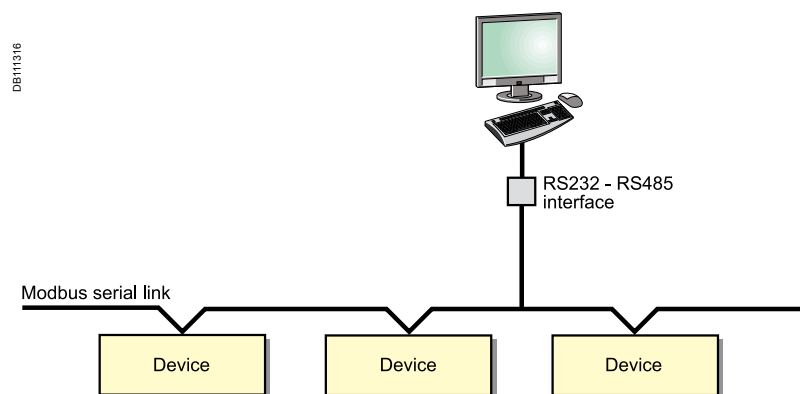 DB111316
RS232 - RS485
interface
Modbus serial link
Device
Device
Device